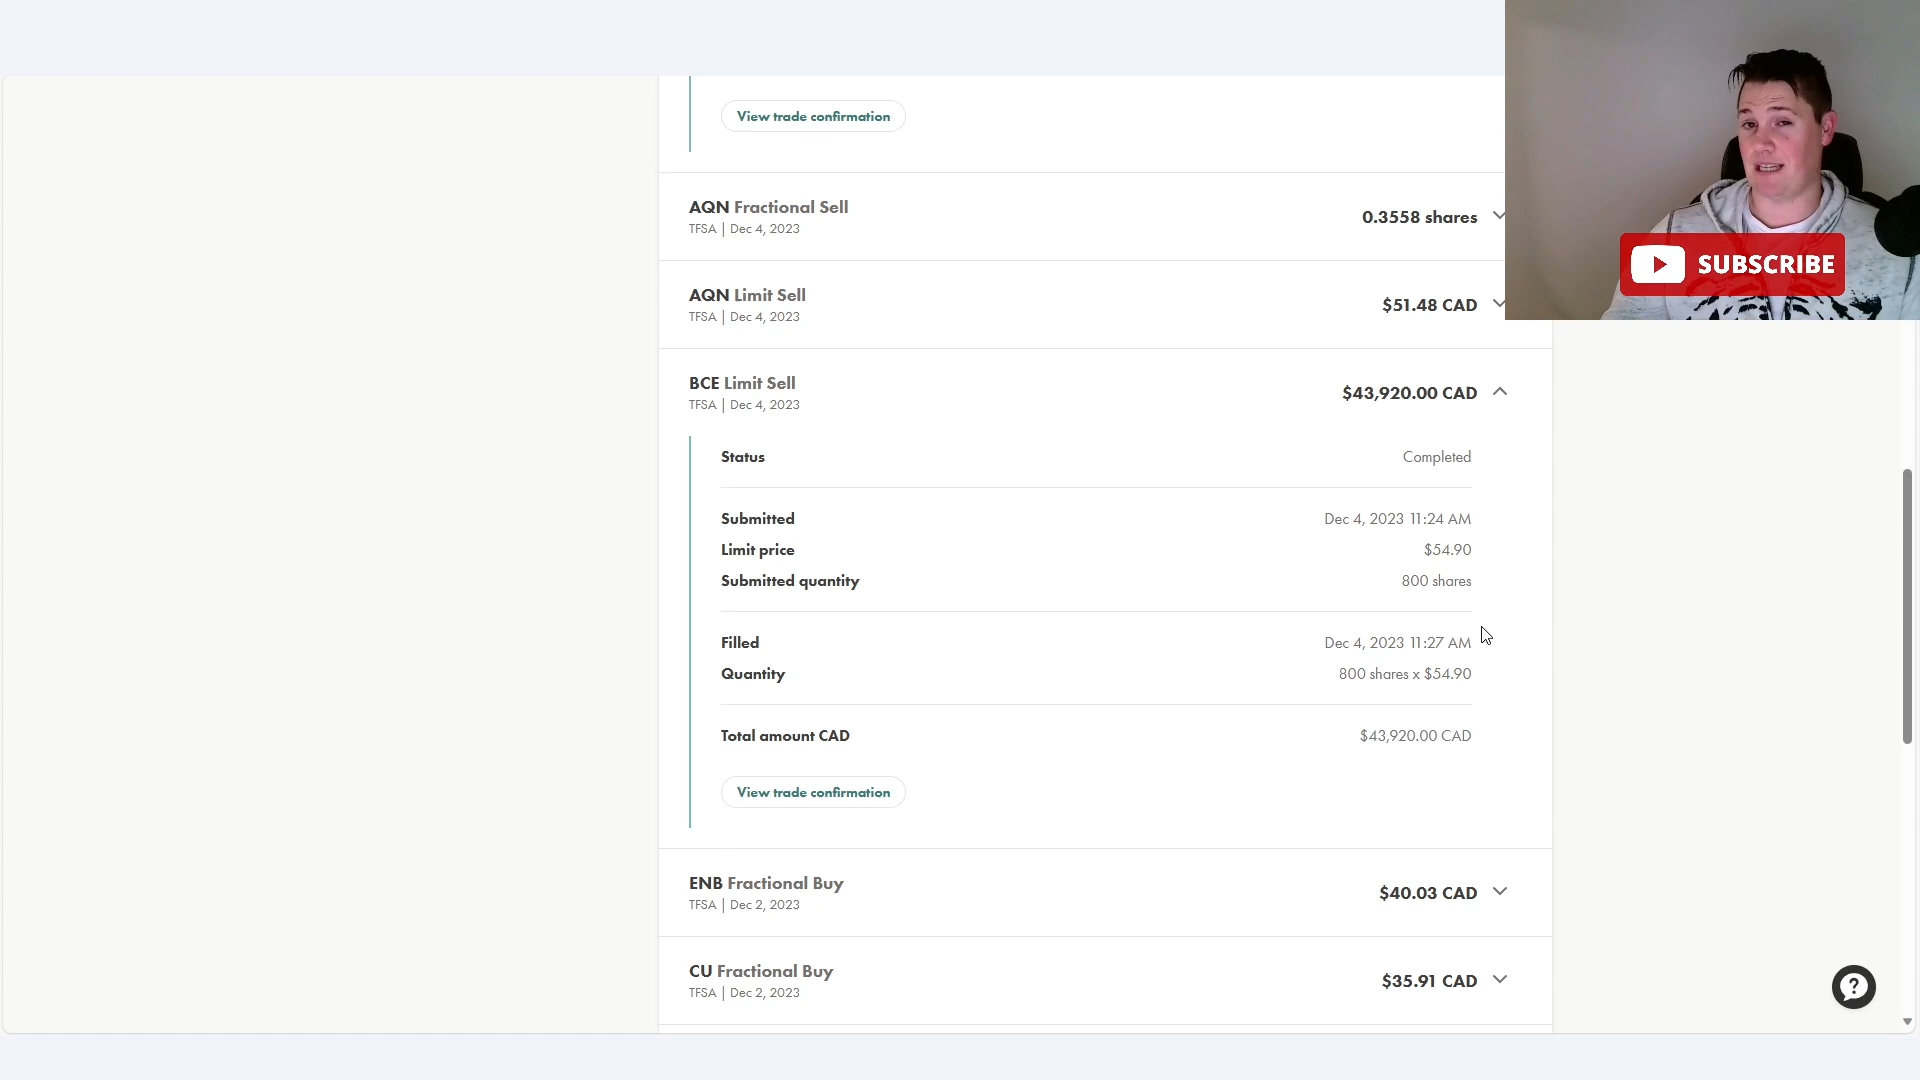 View trade confirmation
AQN Fractional Sell
0.3558 shares
TFSA | Dec 4, 2023
AQN Limit Sell
$51.48 CAD
TFSA | Dec 4, 2023
BCE Limit Sell
$43,920.00 CAD
TFSA | Dec 4, 2023
Status Completed
Submitted Dec 4, 2023 11:24 AM
Limit price $54.90
Submitted quantity 800 shares
Filled Dec 4, 2023 11:27 AM
Quantity 800 shares x $54.90
Total amount CAD $43,920.00 CAD
View trade confirmation
ENB Fractional Buy
$40.03 CAD
TFSA | Dec 2, 2023
CU Fractional Buy
$35.91 CAD
TFSA | Dec 2, 2023
SUBSCRIBE
?